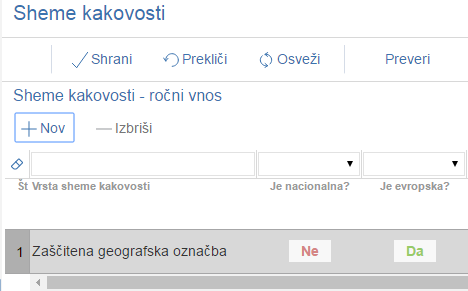 Sheme kakovosti
Shrani Prekliči Osveži Preveri
Sheme kakovosti - ročni vnos
Nov Izbriši
Št Vrsta sheme kakovosti Je nacionalna? Je evropska?
1 Zaščitena geografska označba Ne Da